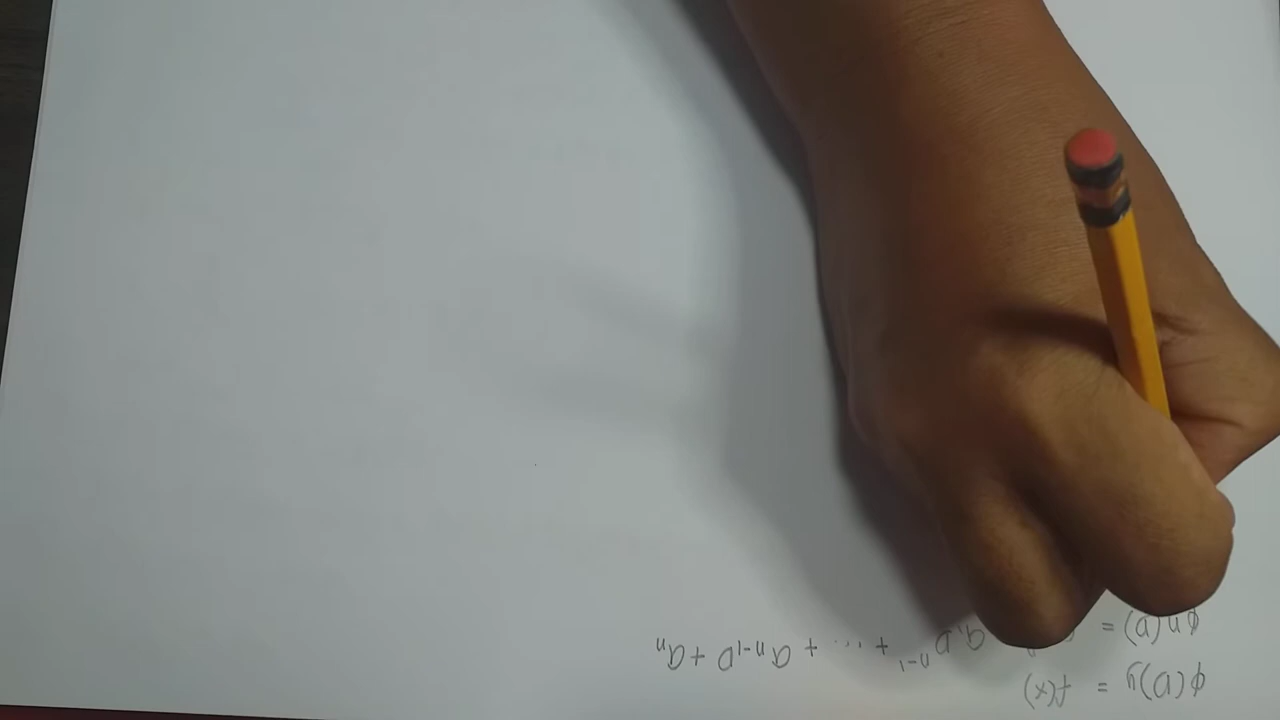 ϕ(D)y = f(x)
ϕn(D) = a₁Dⁿ⁻¹ + ... + aₙ₋₁D + aₙ